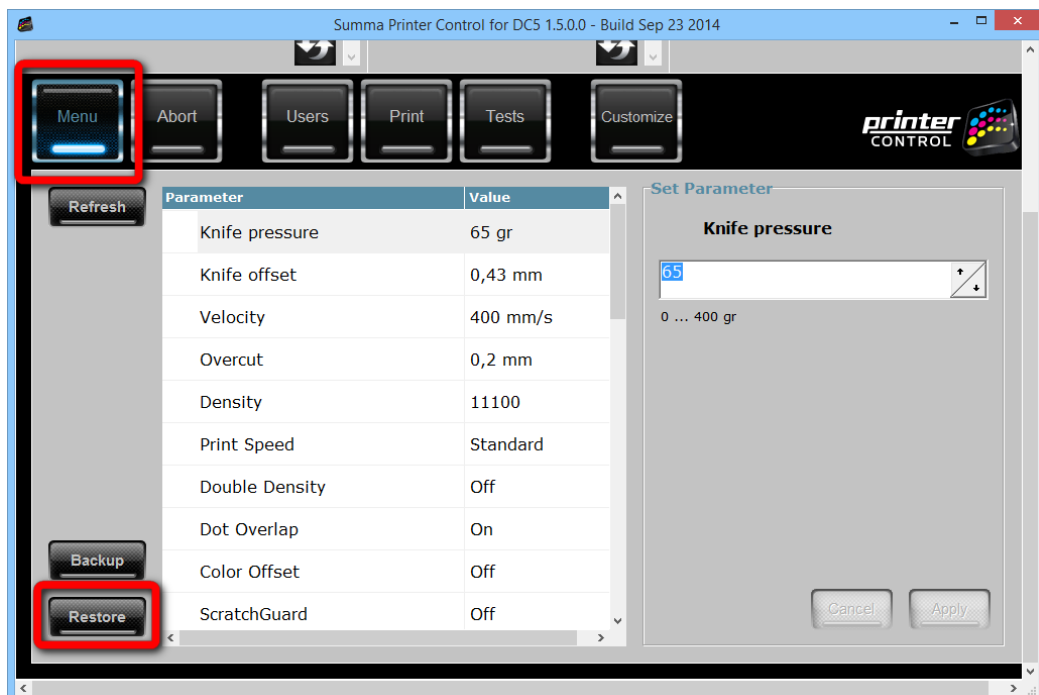 Summa Printer Control for DC5 1.5.0.0 - Build Sep 23 2014
Menu Abort Users Print Tests Customize
printer
CONTROL
Refresh
Parameter Value
Knife pressure 65 gr
Knife offset 0,43 mm
Velocity 400 mm/s
Overcut 0,2 mm
Density 11100
Print Speed Standard
Double Density Off
Dot Overlap On
Color Offset Off
ScratchGuard Off
Backup
Restore
Set Parameter
Knife pressure
65
0 ... 400 gr
Cancel Apply